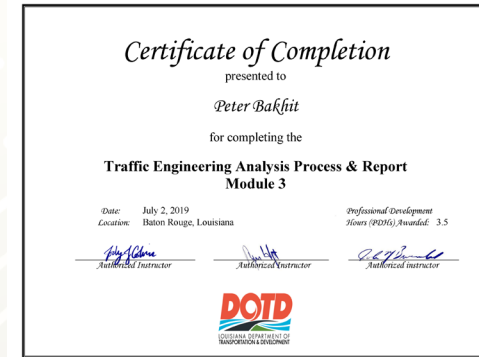 Certificate of Completion
presented to
Peter Bakhit
for completing the
Traffic Engineering Analysis Process & Report
Module 3
Date: July 2, 2019
Location: Baton Rouge, Louisiana
Professional Development
Hours (PDHs) Awarded: 3.5
Authorized Instructor
Authorized Instructor
Authorized instructor
DOTD
LOUISIANA DEPARTMENT OF
TRANSPORTATION & DEVELOPMENT